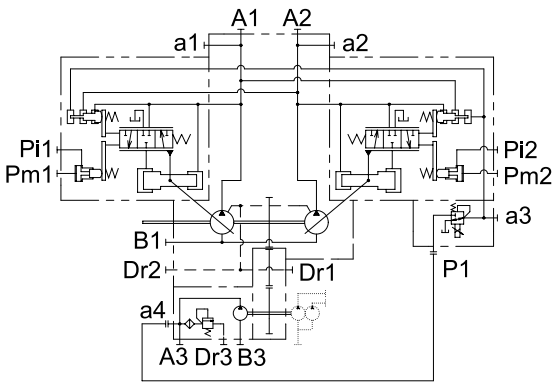 A1 A2
a1 a2
Pi1 Pi2
Pm1 Pm2
a3
B1
Dr2 Dr1 P1
a4
A3 Dr3 B3